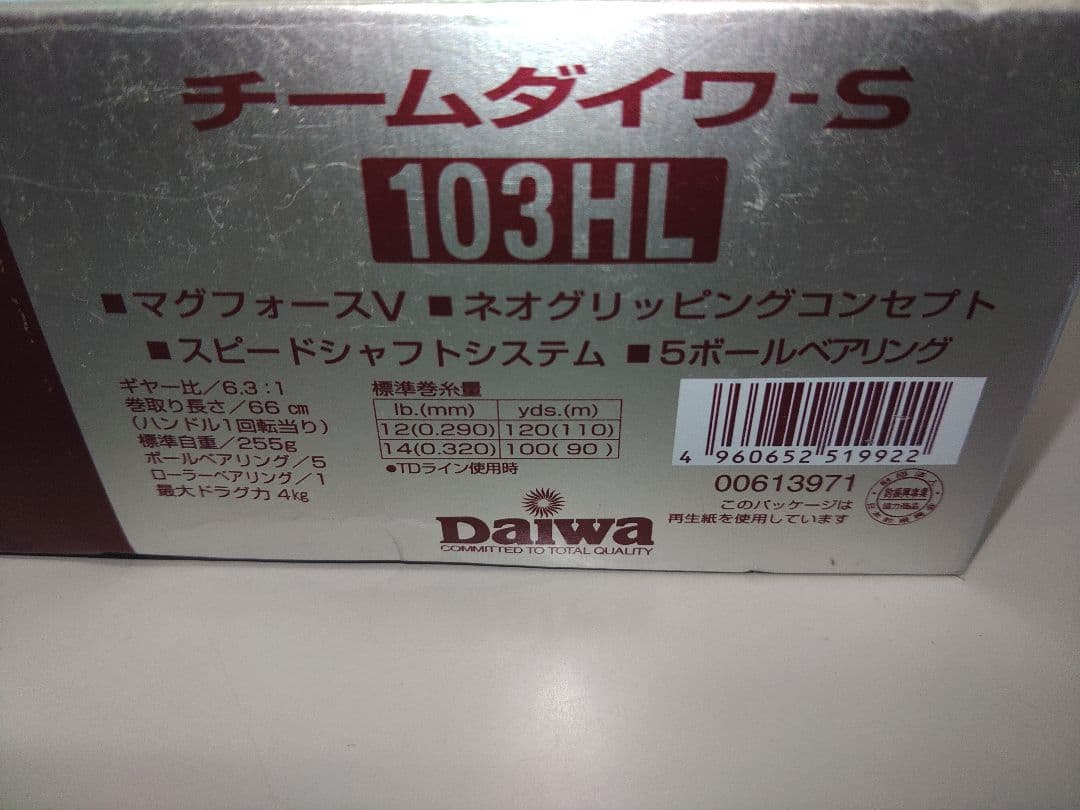 チームダイワ-S
103HL
■マグフォースV ■ネオグリッピングコンセプト
■スピードシャフトシステム ■5ボールベアリング
ギヤー比/6.3:1
巻取り長さ/66cm
(ハンドル1回転当り)
標準自重/255g
ボールベアリング/5
ローラーベアリング/1
最大ドラグ力 4kg
標準巻糸量
lb.(mm) yds.(m)
12(0.290) 120(110)
14(0.320) 100( 90 )
●TDライン使用時
4 960652 519922
00613971
このパッケージは
再生紙を使用しています
Daiwa
COMMITTED TO TOTAL QUALITY